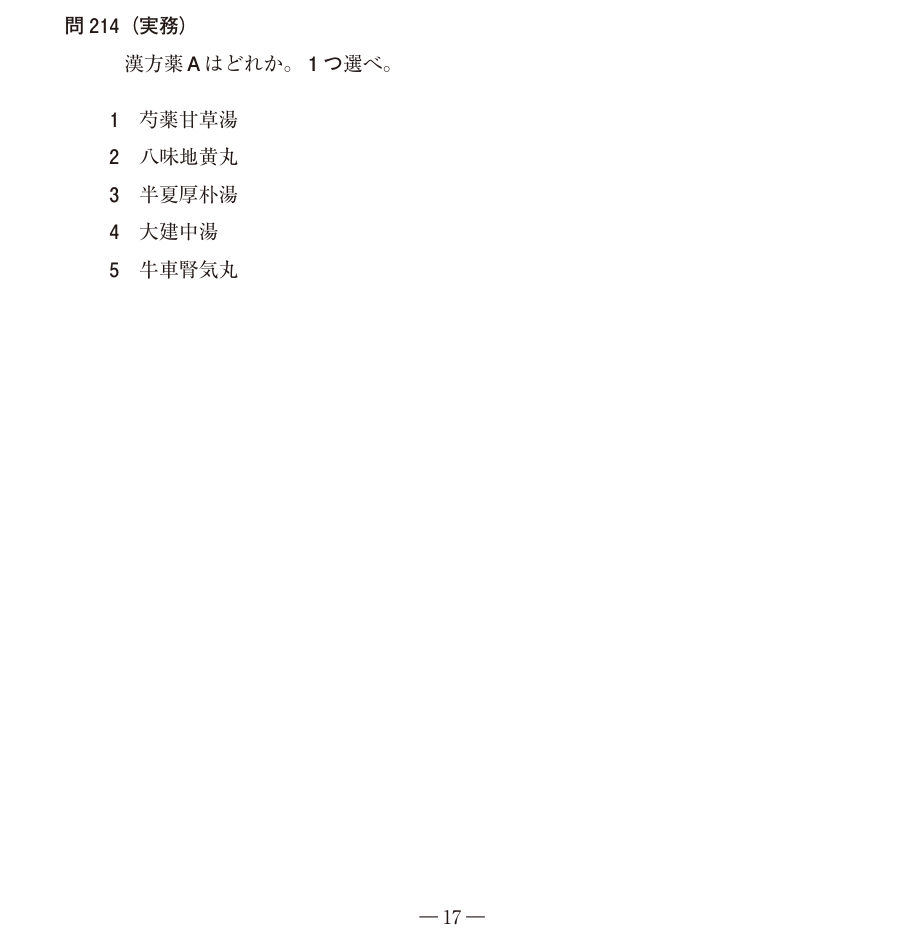 問 214（実務）
漢方薬 A はどれか。1 つ選べ。
1 芍薬甘草湯
2 八味地黄丸
3 半夏厚朴湯
4 大建中湯
5 牛車腎気丸
― 17 ―